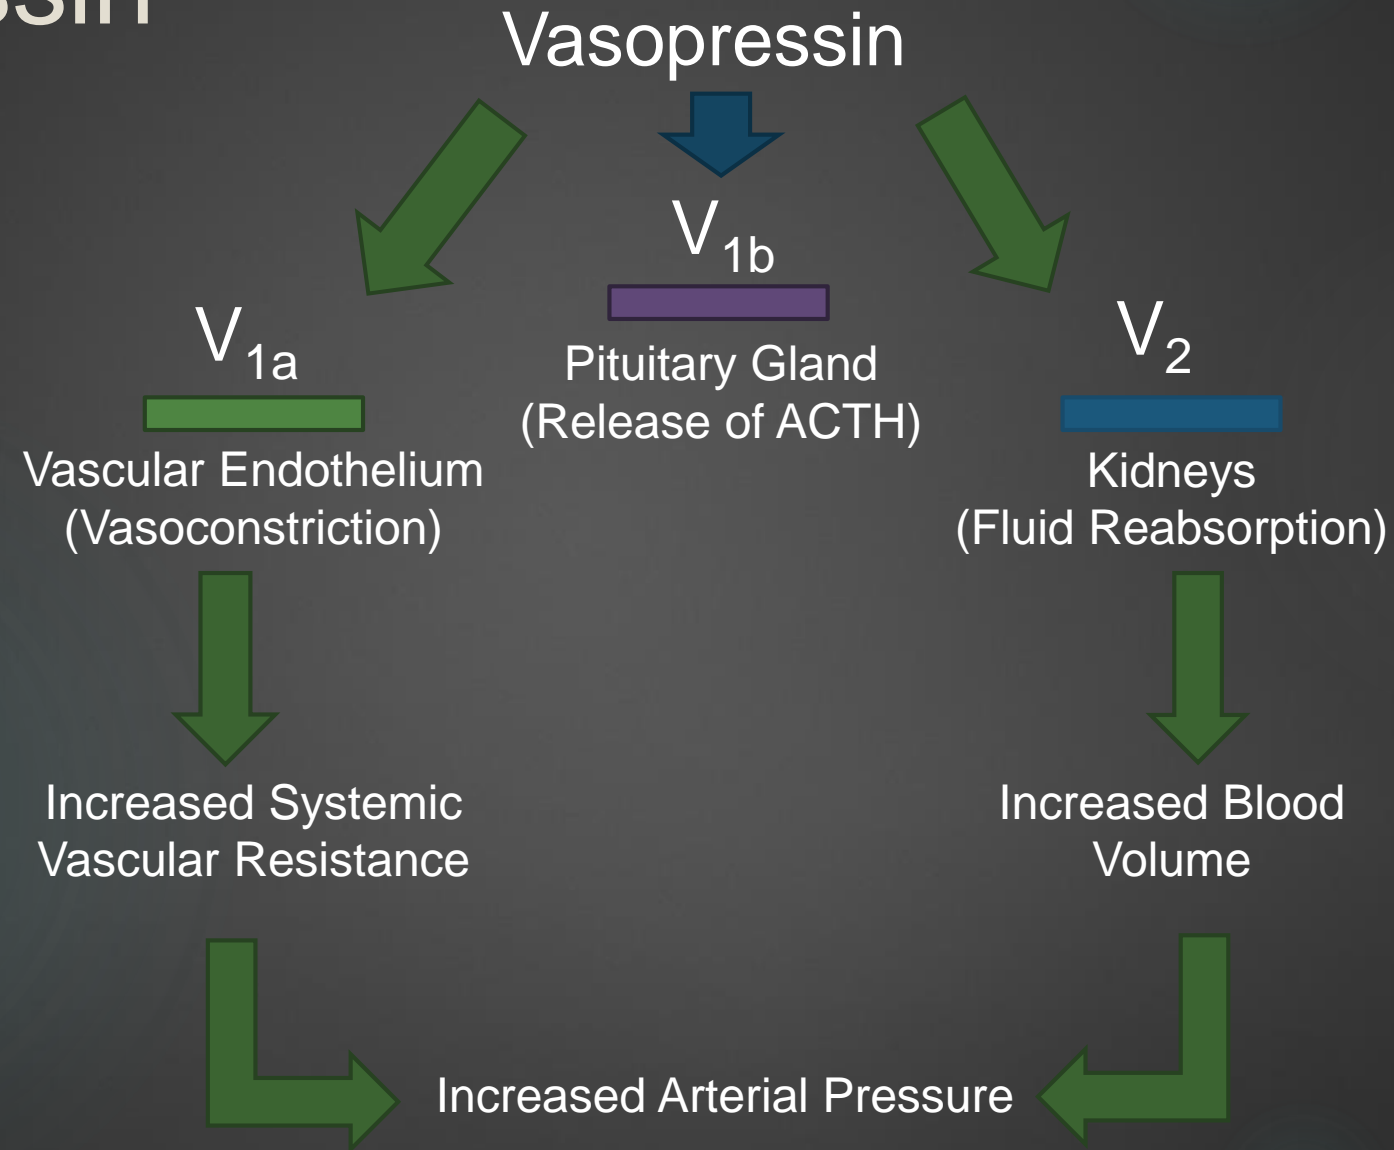 Vasopressin
V1b
Pituitary Gland
(Release of ACTH)
V1a
Vascular Endothelium
(Vasoconstriction)
V2
Kidneys
(Fluid Reabsorption)
Increased Systemic
Vascular Resistance
Increased Blood
Volume
Increased Arterial Pressure